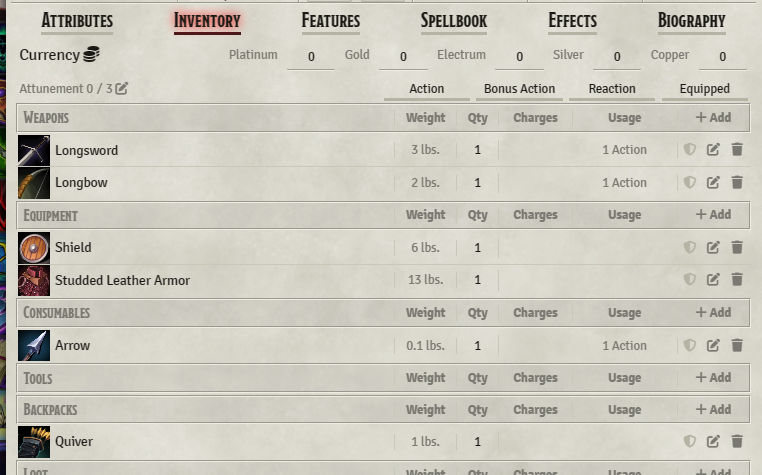 Attributes Inventory Features Spellbook Effects Biography
Currency Platinum 0 Gold 0 Electrum 0 Silver 0 Copper 0
Attunement 0 / 3 Action Bonus Action Reaction Equipped
Weapons Weight Qty Charges Usage + Add
Longsword 3 lbs. 1 1 Action
Longbow 2 lbs. 1 1 Action
Equipment Weight Qty Charges Usage + Add
Shield 6 lbs. 1
Studded Leather Armor 13 lbs. 1
Consumables Weight Qty Charges Usage + Add
Arrow 0.1 lbs. 1 1 Action
Tools Weight Qty Charges Usage + Add
Backpacks Weight Qty Charges Usage + Add
Quiver 1 lbs. 1
Loot Weight Qty Charges Usage + Add